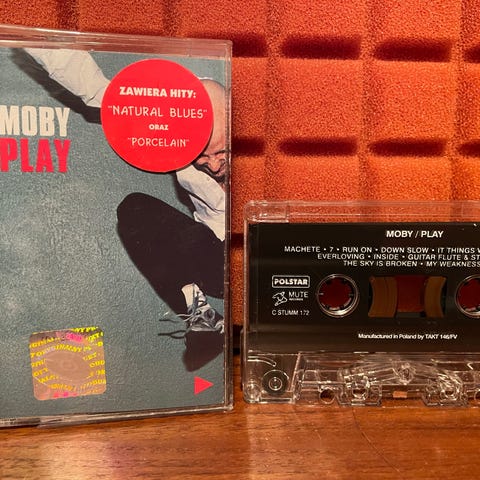 MOBY
PLAY
ZAWIERA HITY:
"NATURAL BLUES"
ORAZ
"PORCELAIN"
MOBY / PLAY
MACHETE • 7 • RUN ON • DOWN SLOW • IT THINGS
EVERLOVING • INSIDE • GUITAR FLUTE & ST
THE SKY IS BROKEN • MY WEAKNESS
POLSTAR
MUTE
RECORDS
C STUMM 172
Manufactured in Poland by TAKT 146/FV